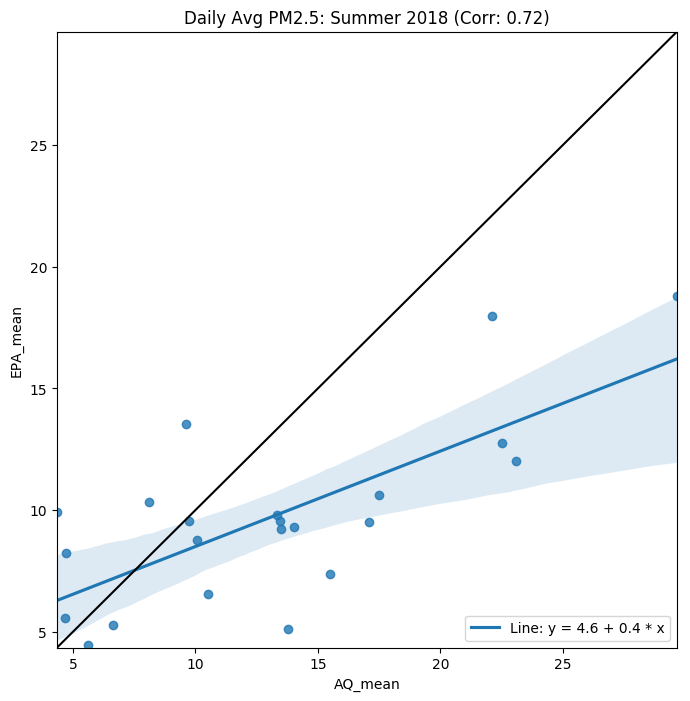 Daily Avg PM2.5: Summer 2018 (Corr: 0.72)
EPA_mean
25
20
15
10
5
Line: y = 4.6 + 0.4 * x
5 10 15 20 25
AQ_mean